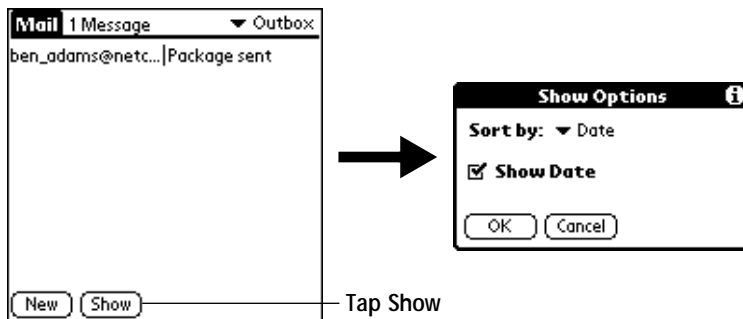 Mail 1 Message Outbox
ben_adams@netc... Package sent
New Show
Tap Show
Show Options
Sort by: Date
Show Date
OK Cancel